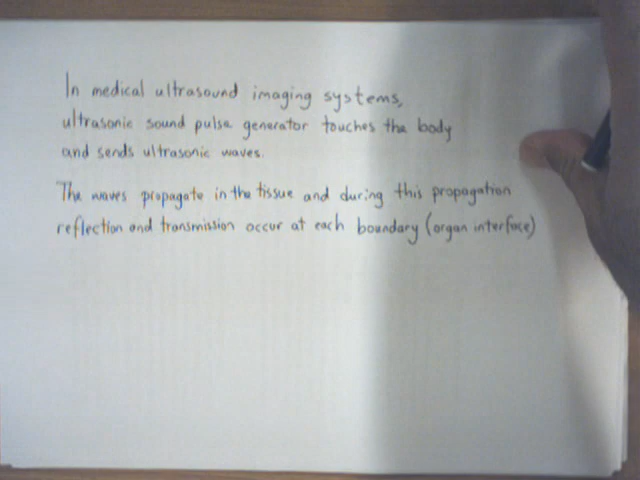 In medical ultrasound imaging systems,
ultrasonic sound pulse generator touches the body
and sends ultrasonic waves.
The waves propagate in the tissue and during this propagation
reflection and transmission occur at each boundary (organ interface)